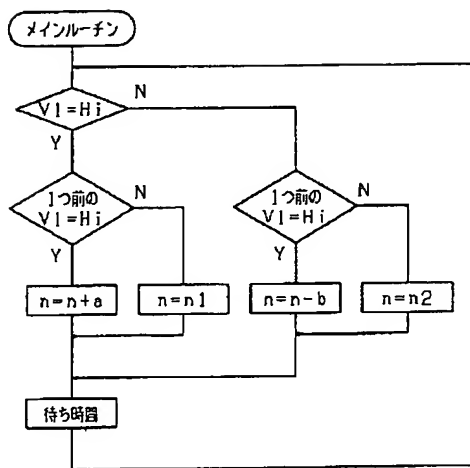 メインルーチン
V1=Hi
N
Y
1つ前の
V1=Hi
N
Y
1つ前の
V1=Hi
N
Y
n=n+a
n=n1
n=n-b
n=n2
待ち時間